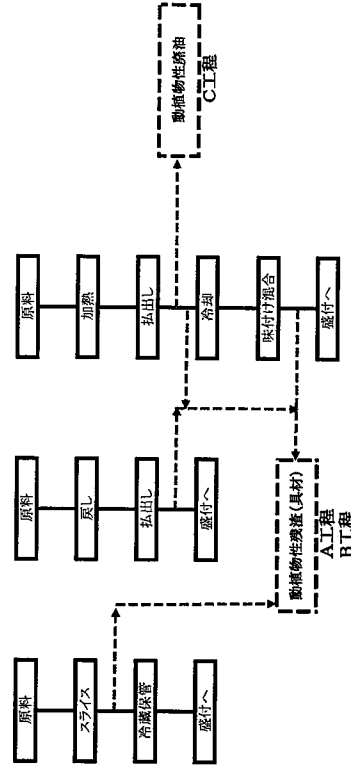 原料
スライス
冷蔵保管
盛付へ
原料
戻し
払出し
盛付へ
原料
加熱
払出し
冷却
味付け混合
盛付へ
動植物性残渣(具材)
A工程
B工程
動植物性廃油
C工程